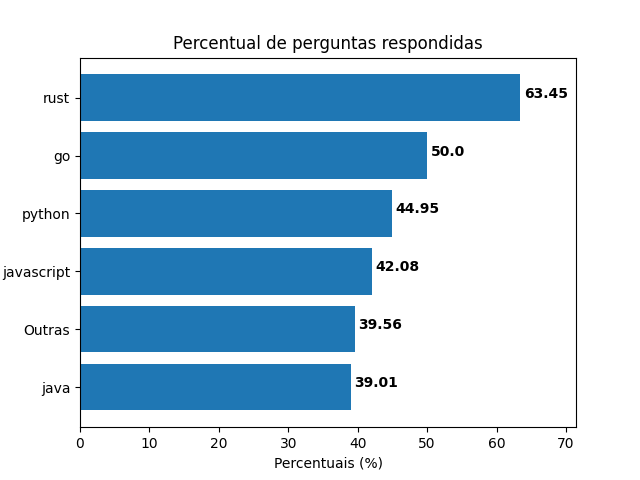 Percentual de perguntas respondidas
rust 63.45
go 50.0
python 44.95
javascript 42.08
Outras 39.56
java 39.01
0 10 20 30 40 50 60 70
Percentuais (%)